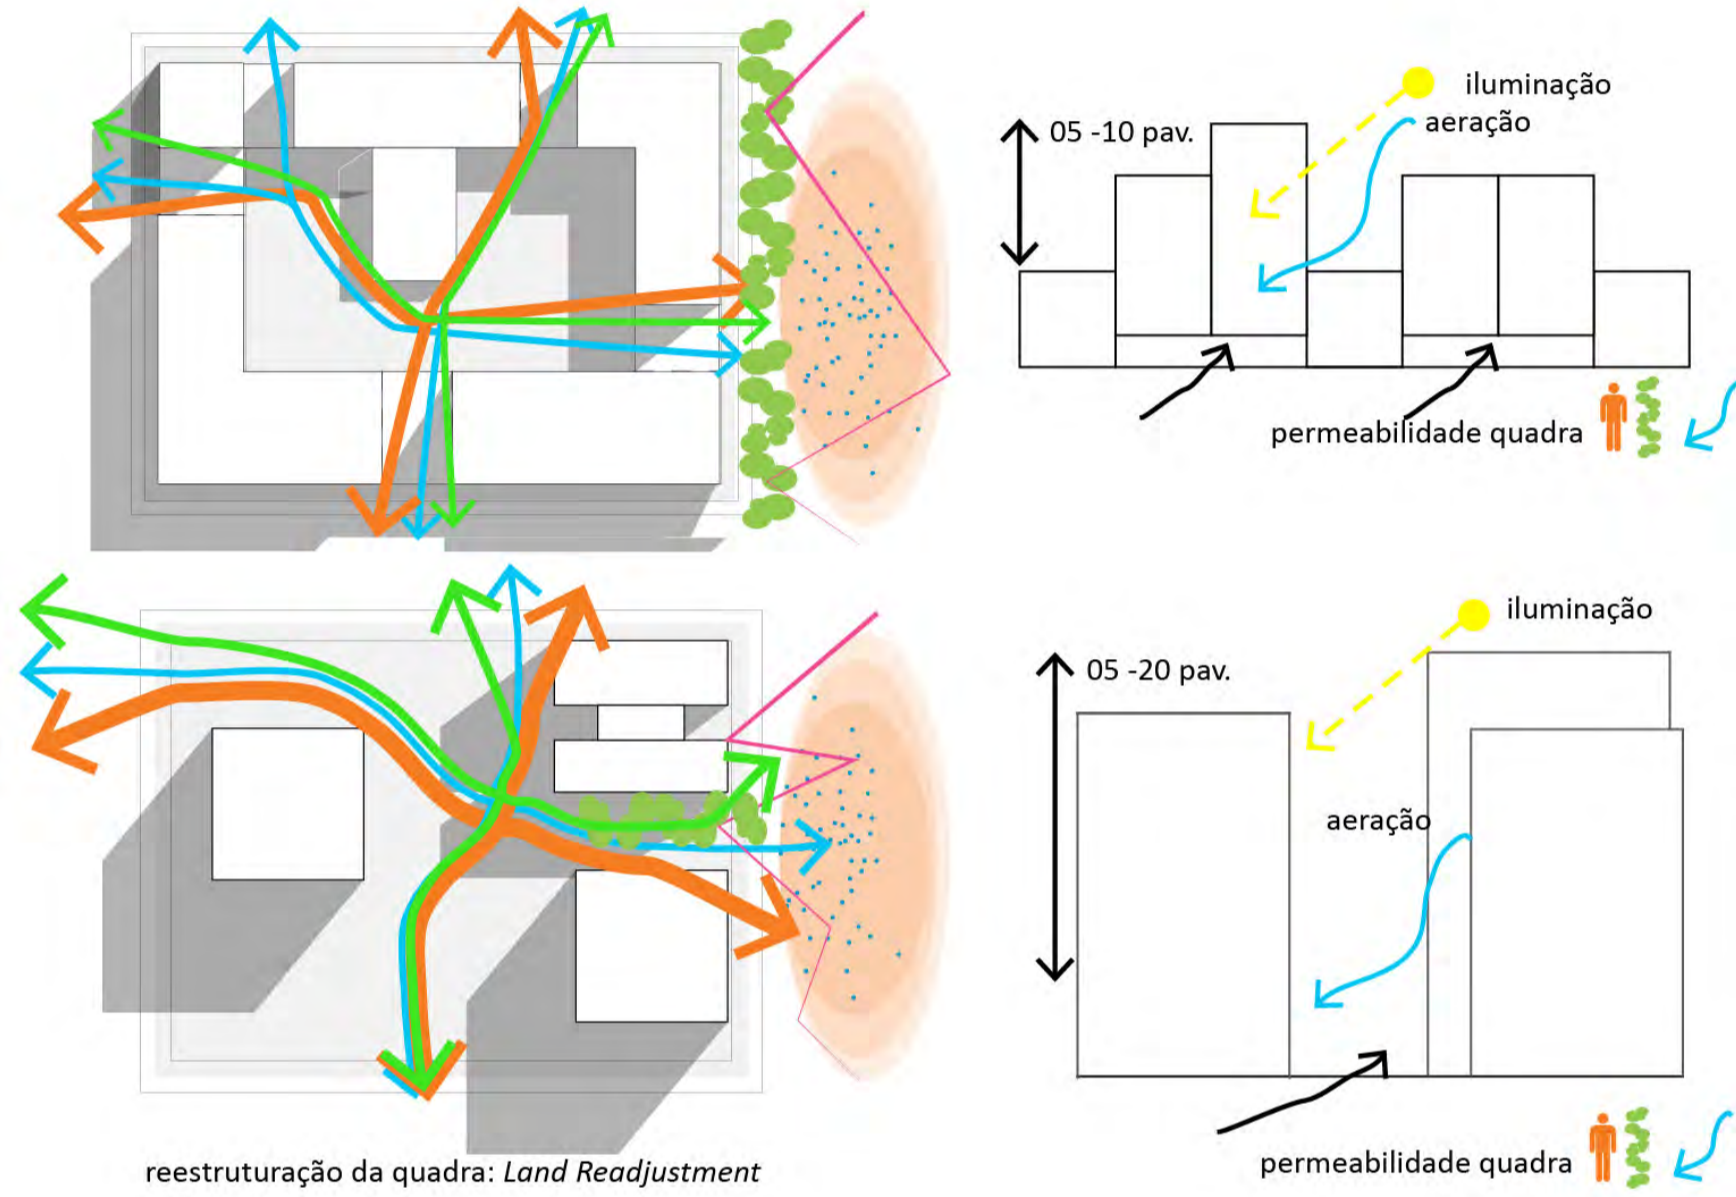 iluminação
aeração
05 -10 pav.
permeabilidade quadra
iluminação
05 -20 pav.
aeração
permeabilidade quadra
reestruturação da quadra: Land Readjustment